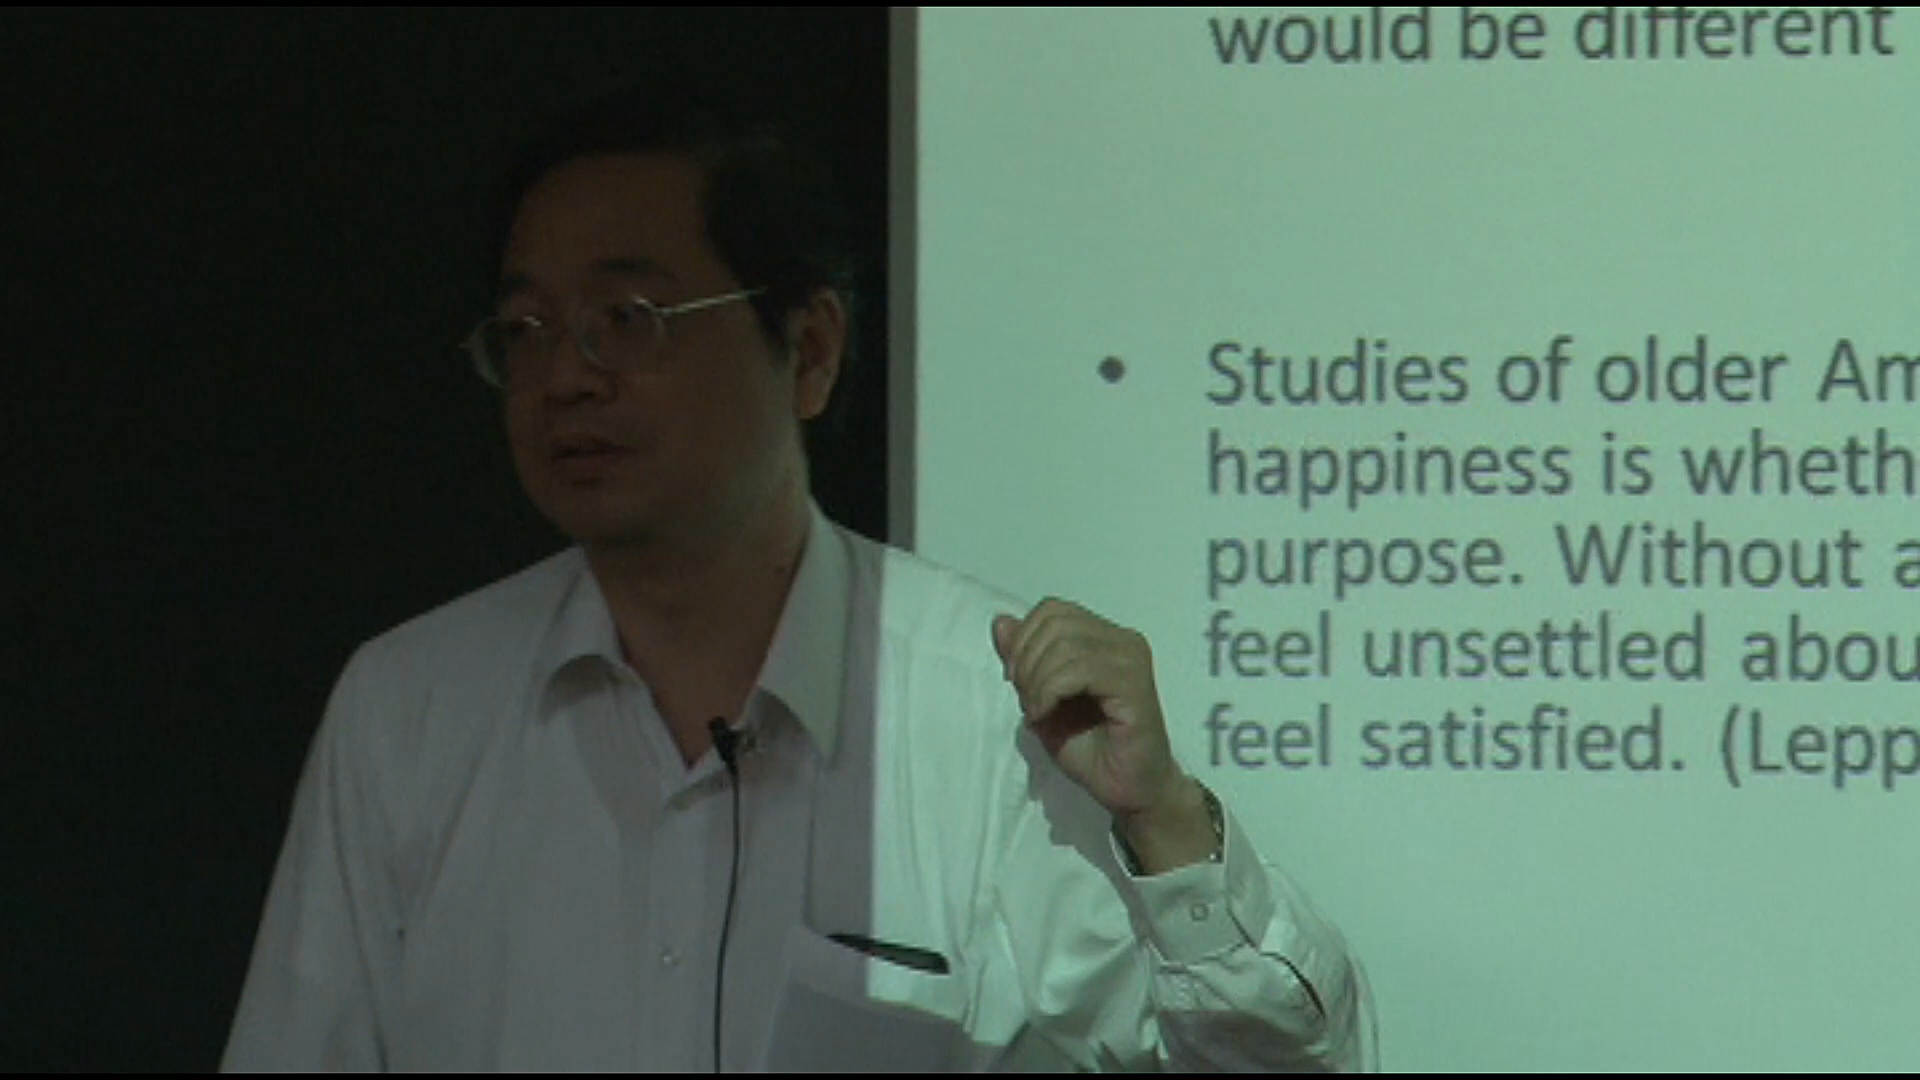 would be different
• Studies of older Am
happiness is wheth
purpose. Without a
feel unsettled abou
feel satisfied. (Lepp